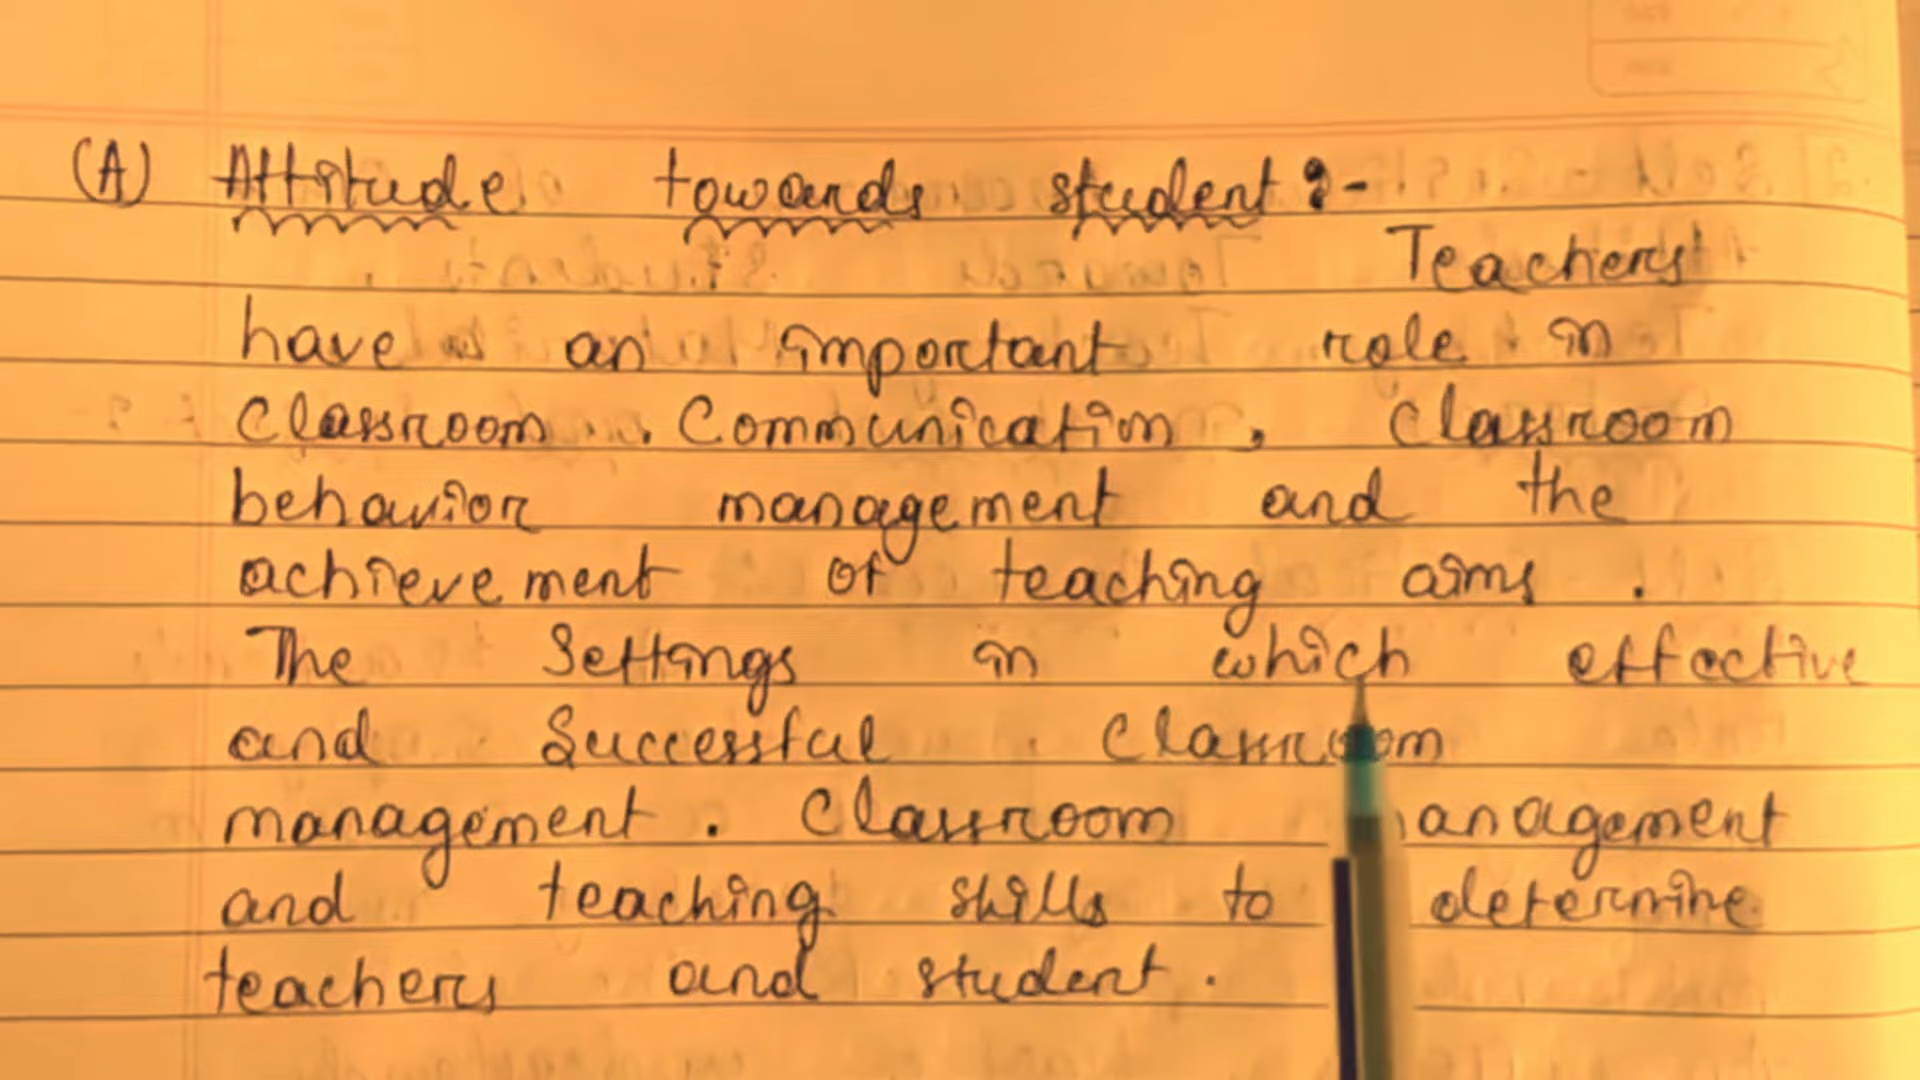 (A) Attitude towards student :-
Teachers
have an important role in
Classroom Communication, Classroom
behavior management and the
achievement of teaching aims.
The Settings in which effective
and Successful Classroom
management. Classroom management
and teaching skills to determine
teachers and student.